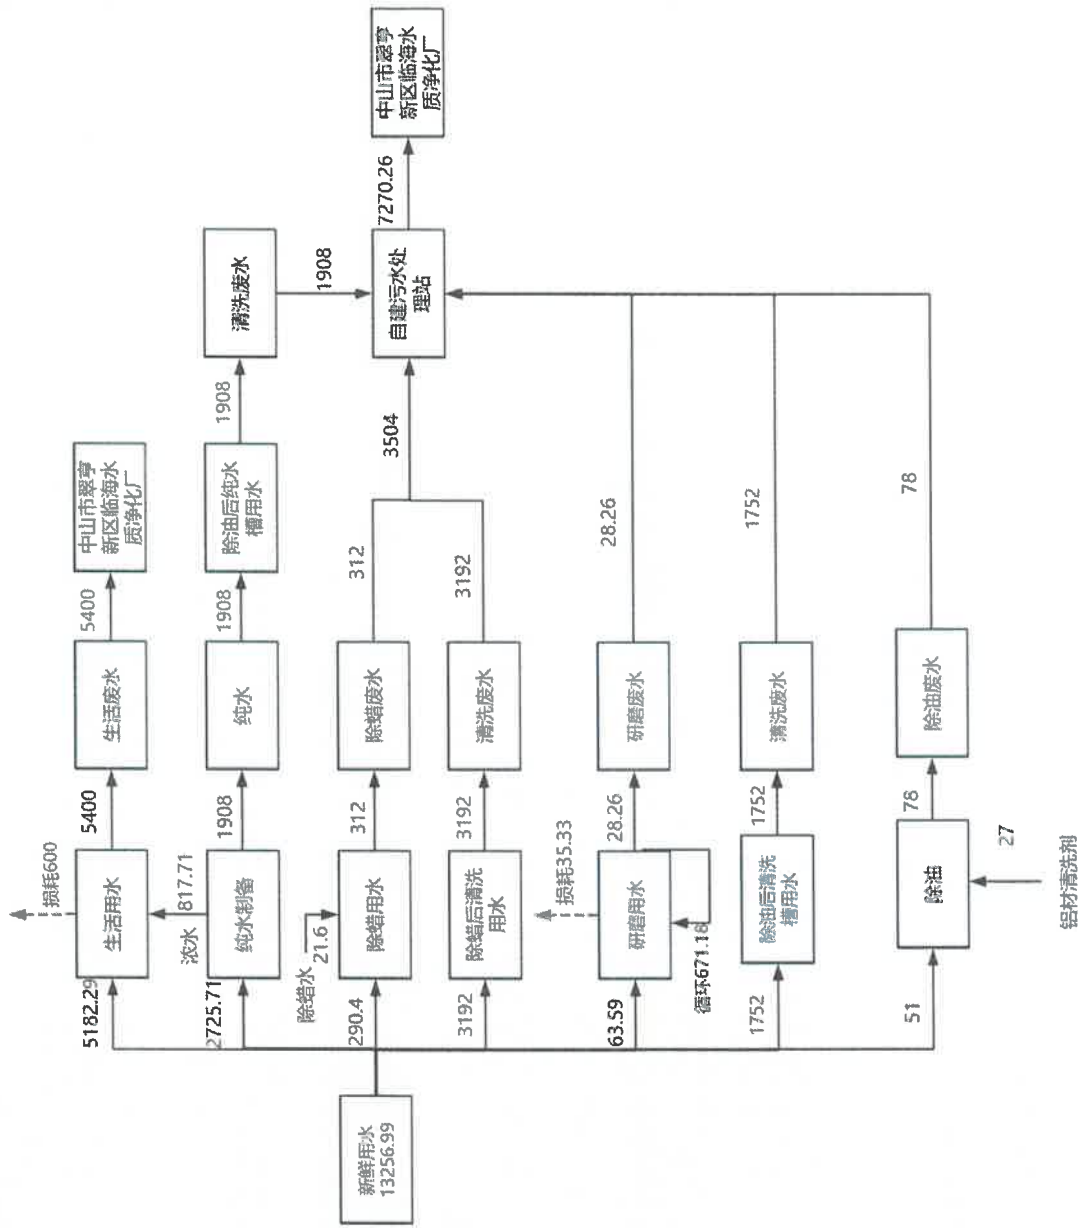 新鲜用水
13256.99
5182.29
生活用水
损耗600
5400
生活废水
5400
中山市翠亨
新区临海水
质净化厂
浓水
817.71
2725.71
纯水制备
1908
纯水
1908
除油后纯水
槽用水
1908
清洗废水
1908
除蜡水
21.6
290.4
除蜡用水
312
除蜡废水
312
3192
除蜡后清洗
用水
3192
清洗废水
3192
3504
自建污水处
理站
7270.26
中山市翠亨
新区临海水
质净化厂
63.59
研磨用水
损耗35.33
循环671.18
28.26
研磨废水
28.26
1752
除油后清洗
槽用水
1752
清洗废水
1752
51
除油
27
铝材清洗剂
78
除油废水
78